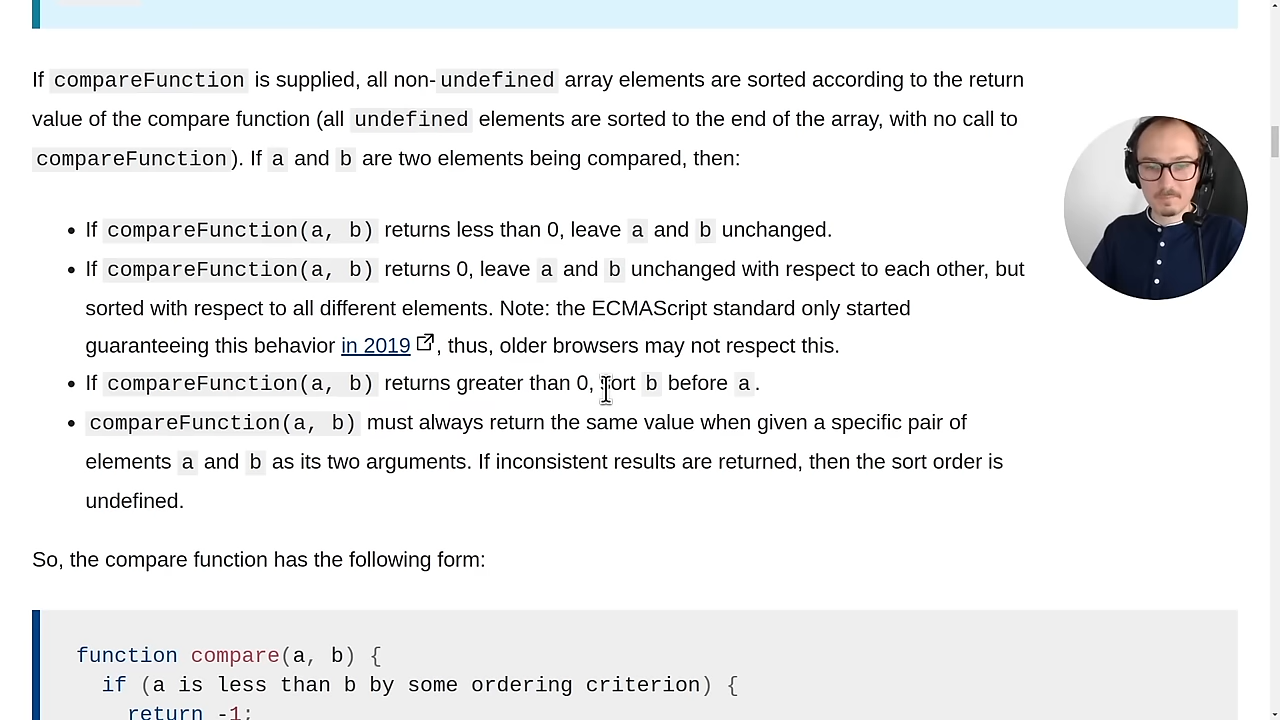 If compareFunction is supplied, all non-undefined array elements are sorted according to the return
value of the compare function (all undefined elements are sorted to the end of the array, with no call to
compareFunction). If a and b are two elements being compared, then:
• If compareFunction(a, b) returns less than 0, leave a and b unchanged.
• If compareFunction(a, b) returns 0, leave a and b unchanged with respect to each other, but
sorted with respect to all different elements. Note: the ECMAScript standard only started
guaranteeing this behavior in 2019, thus, older browsers may not respect this.
• If compareFunction(a, b) returns greater than 0, sort b before a.
• compareFunction(a, b) must always return the same value when given a specific pair of
elements a and b as its two arguments. If inconsistent results are returned, then the sort order is
undefined.
So, the compare function has the following form:
function compare(a, b) {
if (a is less than b by some ordering criterion) {
return -1;